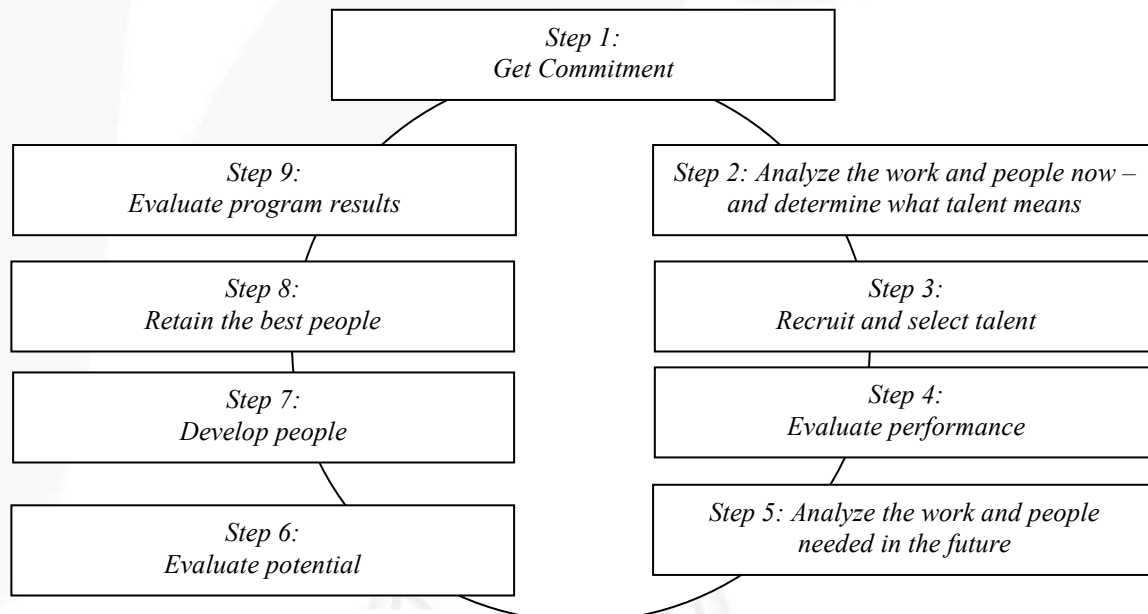 Step 1:
Get Commitment
Step 2: Analyze the work and people now –
and determine what talent means
Step 3:
Recruit and select talent
Step 4:
Evaluate performance
Step 5: Analyze the work and people
needed in the future
Step 6:
Evaluate potential
Step 7:
Develop people
Step 8:
Retain the best people
Step 9:
Evaluate program results